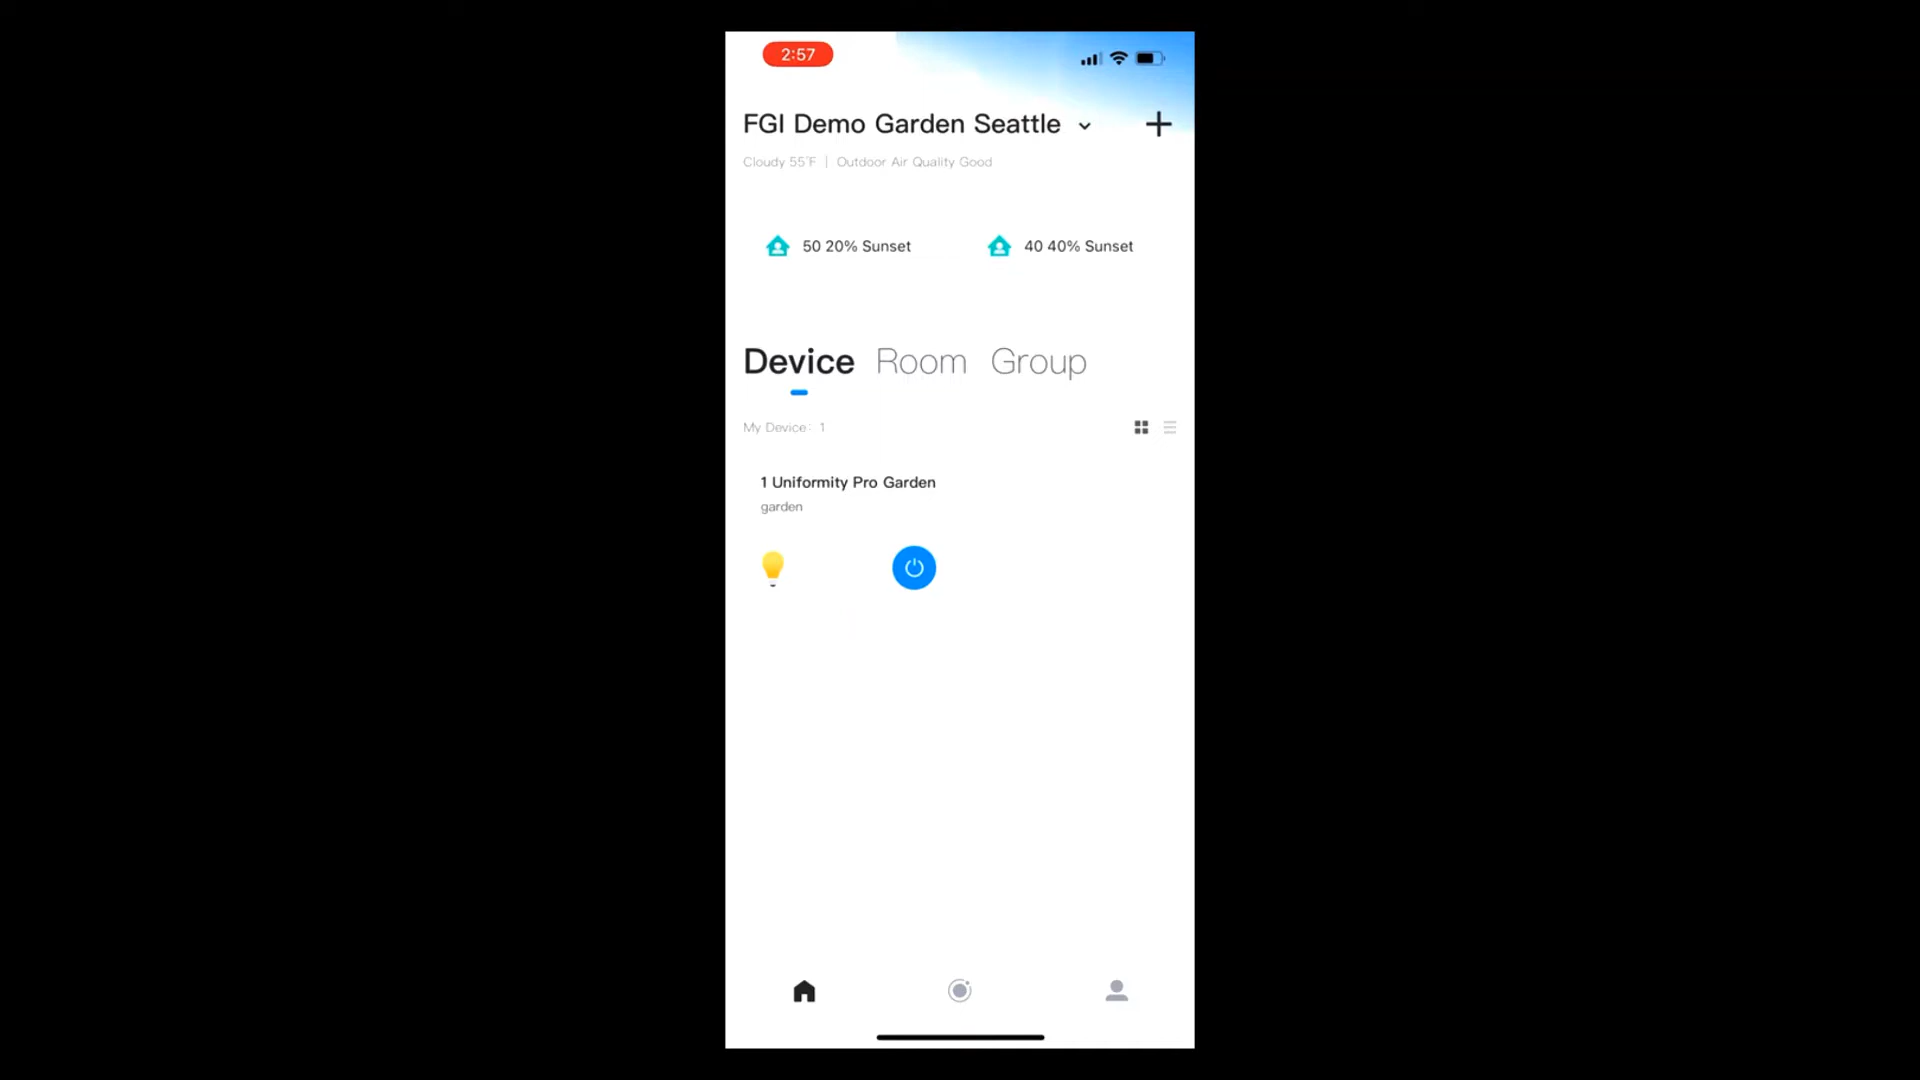 2:57
FGI Demo Garden Seattle
Cloudy 55°F | Outdoor Air Quality Good
50 20% Sunset
40 40% Sunset
Device Room Group
My Device: 1
1 Uniformity Pro Garden
garden